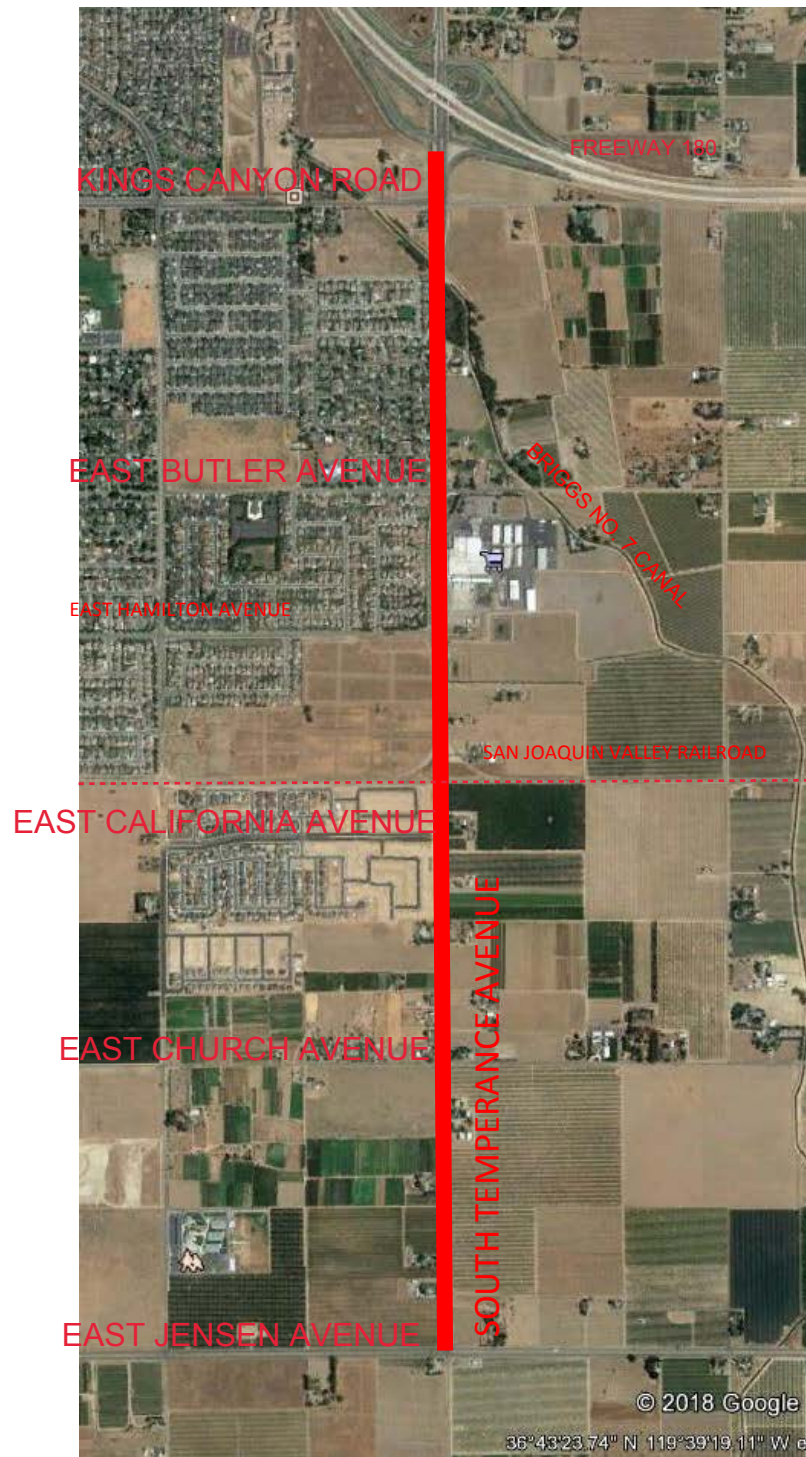 FREEWAY 180
KINGS CANYON ROAD
EAST BUTLER AVENUE
BRIGGS NO. 7 CANAL
EAST HAMILTON AVENUE
SAN JOAQUIN VALLEY RAILROAD
EAST CALIFORNIA AVENUE
SOUTH TEMPERANCE AVENUE
EAST CHURCH AVENUE
EAST JENSEN AVENUE
© 2018 Google
36°43'23.74" N 119°39'19.11" W e